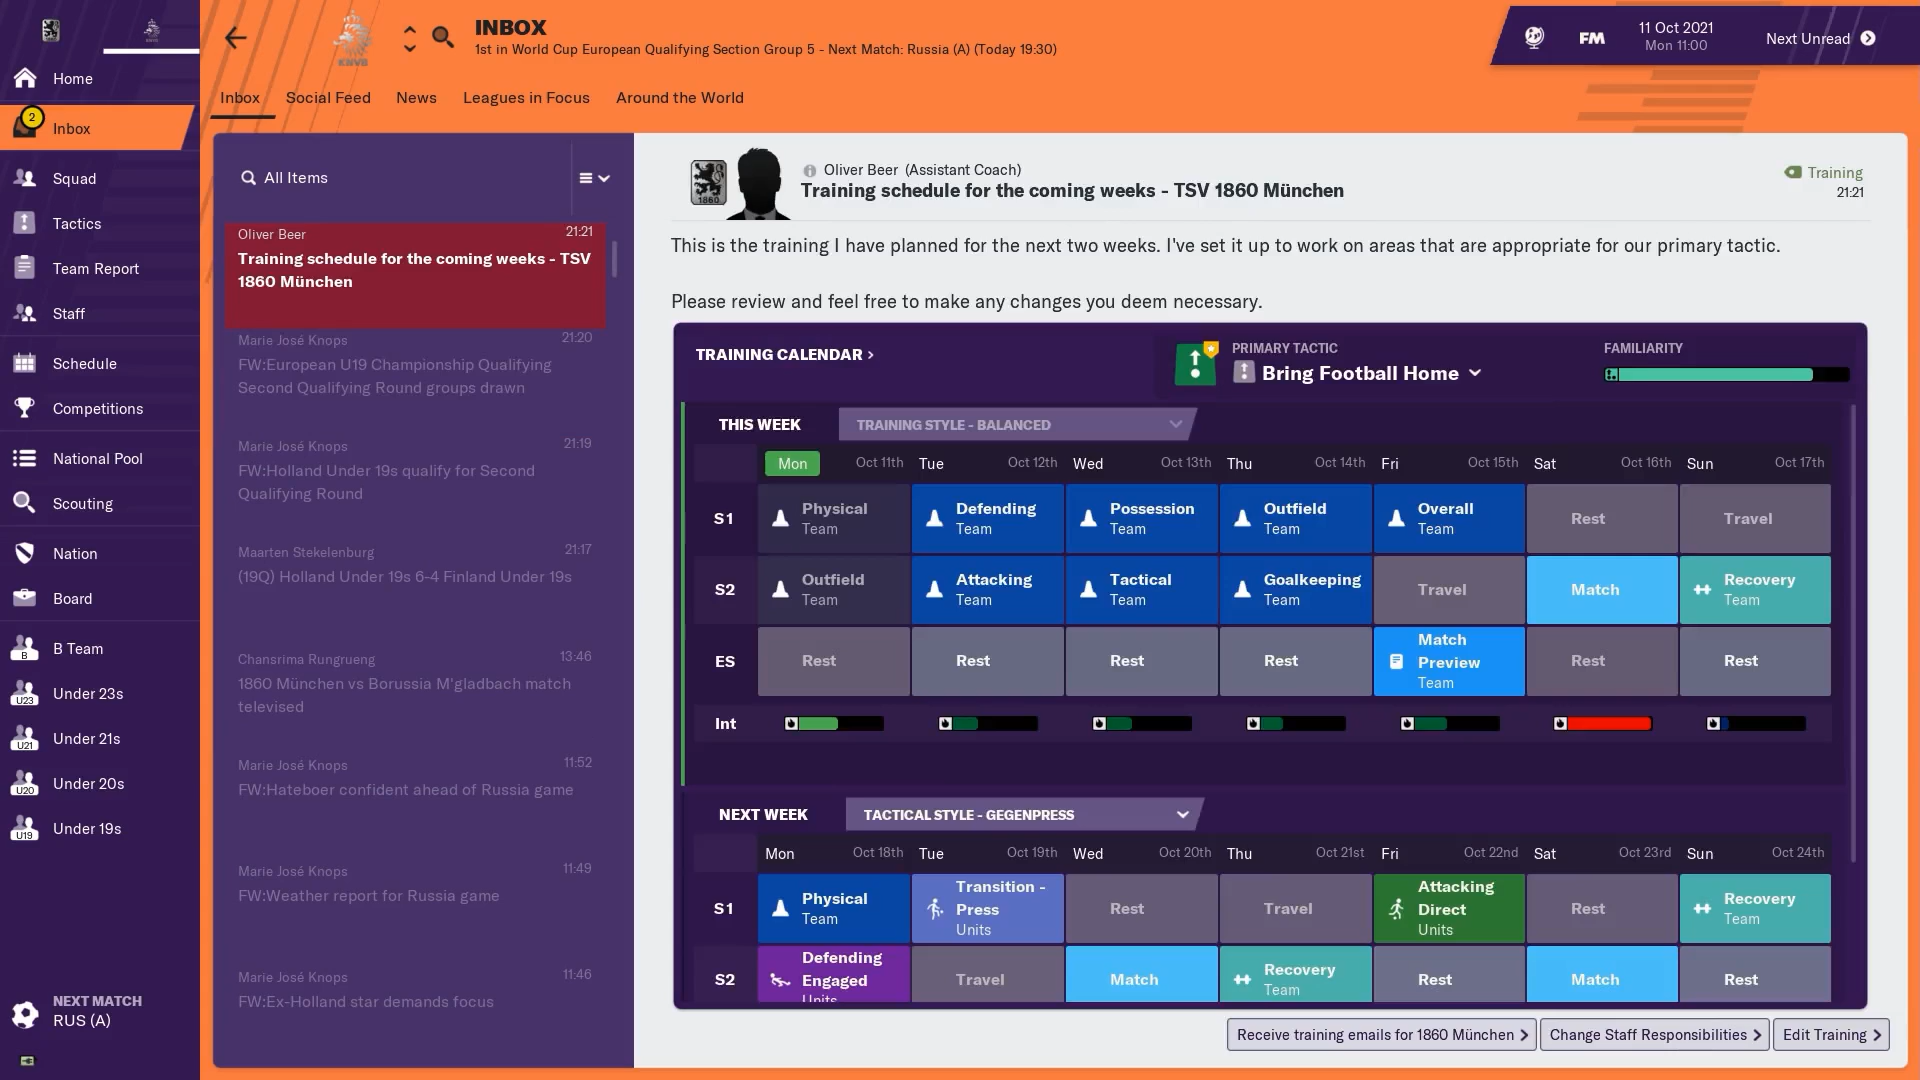 INBOX
1st in World Cup European Qualifying Section Group 5 - Next Match: Russia (A) (Today 19:30)
KNVB
FM
11 Oct 2021
Mon 11:00
Next Unread
Home
2
Inbox
Squad
Tactics
Team Report
Staff
Schedule
Competitions
National Pool
Scouting
Nation
Board
B
B Team
U23
Under 23s
U21
Under 21s
U20
Under 20s
U19
Under 19s
NEXT MATCH
RUS (A)
Inbox
Social Feed
News
Leagues in Focus
Around the World
All Items
Oliver Beer
21:21
Training schedule for the coming weeks - TSV
1860 München
Marie José Knops
21:20
FW:European U19 Championship Qualifying
Second Qualifying Round groups drawn
Marie José Knops
21:19
FW:Holland Under 19s qualify for Second
Qualifying Round
Maarten Stekelenburg
21:17
(19Q) Holland Under 19s 6-4 Finland Under 19s
Chansrima Rungrueng
13:46
1860 München vs Borussia M'gladbach match
televised
Marie José Knops
11:52
FW:Hateboer confident ahead of Russia game
Marie José Knops
11:49
FW:Weather report for Russia game
Marie José Knops
11:46
FW:Ex-Holland star demands focus
1860
Oliver Beer (Assistant Coach)
Training schedule for the coming weeks - TSV 1860 München
Training
21:21
This is the training I have planned for the next two weeks. I've set it up to work on areas that are appropriate for our primary tactic.
Please review and feel free to make any changes you deem necessary.
TRAINING CALENDAR
PRIMARY TACTIC
Bring Football Home
FAMILIARITY
THIS WEEK
TRAINING STYLE - BALANCED
Mon Oct 11th Tue Oct 12th Wed Oct 13th Thu Oct 14th Fri Oct 15th Sat Oct 16th Sun Oct 17th
S1
Physical
Team
Defending
Team
Possession
Team
Outfield
Team
Overall
Team
Rest
Travel
S2
Outfield
Team
Attacking
Team
Tactical
Team
Goalkeeping
Team
Travel
Match
Recovery
Team
ES
Rest
Rest
Rest
Rest
Match
Preview
Team
Rest
Rest
Int
NEXT WEEK
TACTICAL STYLE - GEGENPRESS
Mon Oct 18th Tue Oct 19th Wed Oct 20th Thu Oct 21st Fri Oct 22nd Sat Oct 23rd Sun Oct 24th
S1
Physical
Team
Transition -
Press
Units
Rest
Travel
Attacking
Direct
Units
Rest
Recovery
Team
S2
Defending
Engaged
Units
Travel
Match
Recovery
Team
Rest
Match
Rest
Receive training emails for 1860 München
Change Staff Responsibilities
Edit Training